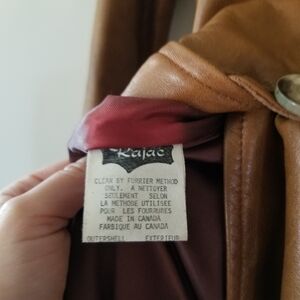 Rajac
CLEAN BY FURRIER METHOD
ONLY. A NETTOYER
SEULEMENT SELON
LA METHODE UTILISEE
POUR LES FOURRURES
MADE IN CANADA
FABRIQUE AU CANADA
OUTERSHELL EXTERIEUR